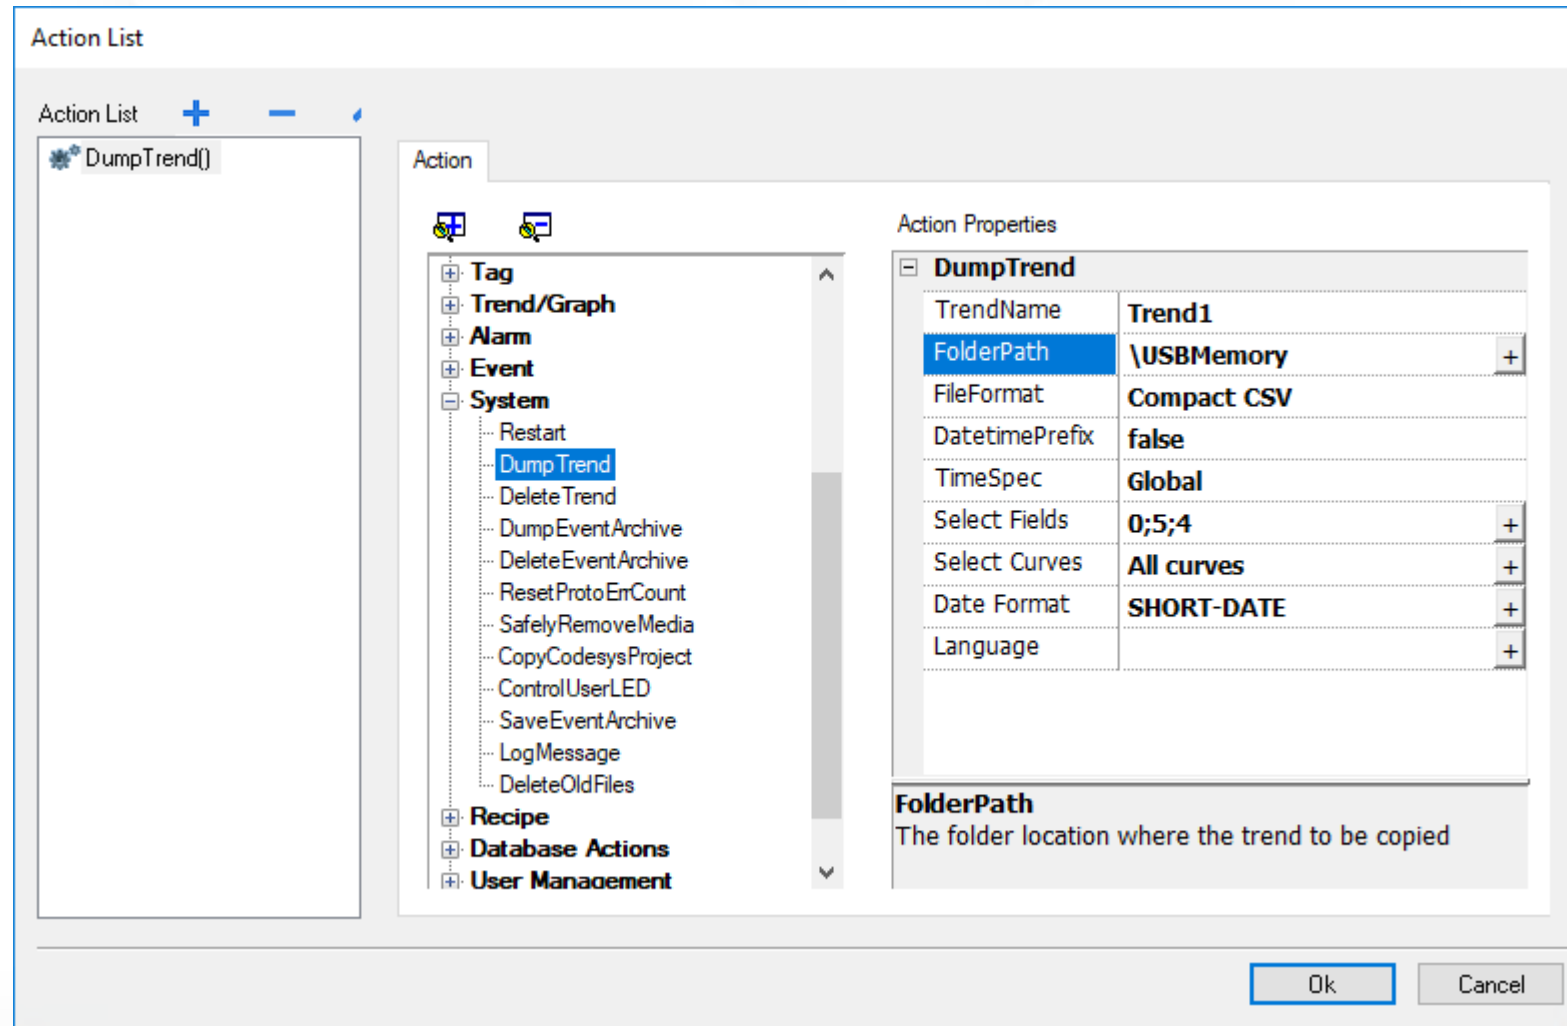 Action List
Action List
DumpTrend()
Action
Tag
Trend/Graph
Alarm
Event
System
Restart
DumpTrend
DeleteTrend
DumpEventArchive
DeleteEventArchive
ResetProtoErrCount
SafelyRemoveMedia
CopyCodesysProject
ControlUserLED
SaveEventArchive
LogMessage
DeleteOldFiles
Recipe
Database Actions
User Management
Action Properties
DumpTrend
TrendName Trend1
FolderPath \USBMemory +
FileFormat Compact CSV
DatetimePrefix false
TimeSpec Global
Select Fields 0;5;4 +
Select Curves All curves +
Date Format SHORT-DATE +
Language +
FolderPath
The folder location where the trend to be copied
Ok Cancel